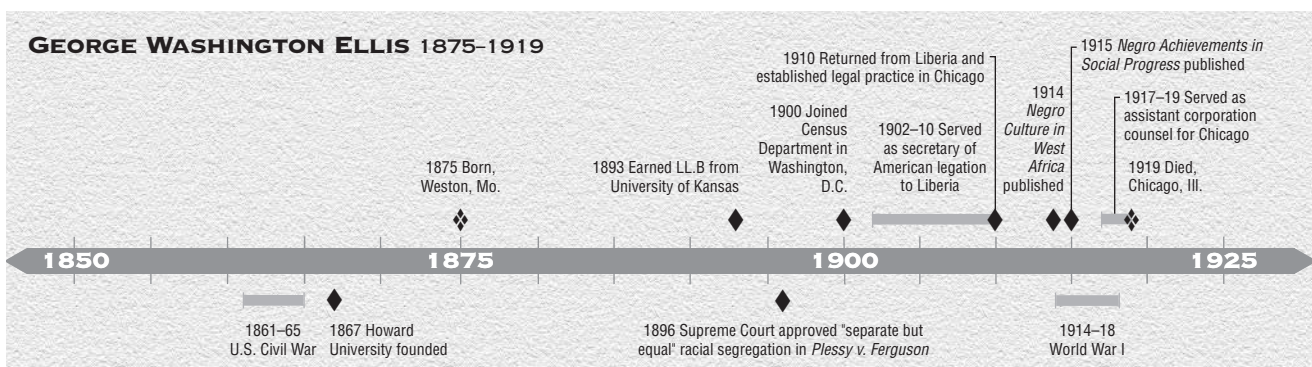 GEORGE WASHINGTON ELLIS 1875–1919
1875 Born,
Weston, Mo.
1893 Earned LL.B from
University of Kansas
1900 Joined
Census
Department in
Washington,
D.C.
1902–10 Served
as secretary of
American legation
to Liberia
1910 Returned from Liberia and
established legal practice in Chicago
1914
Negro
Culture in
West
Africa
published
1915 Negro Achievements in
Social Progress published
1917–19 Served as
assistant corporation
counsel for Chicago
1919 Died,
Chicago, Ill.
1850
1875
1900
1925
1861–65
U.S. Civil War
1867 Howard
University founded
1896 Supreme Court approved "separate but
equal" racial segregation in Plessy v. Ferguson
1914–18
World War I